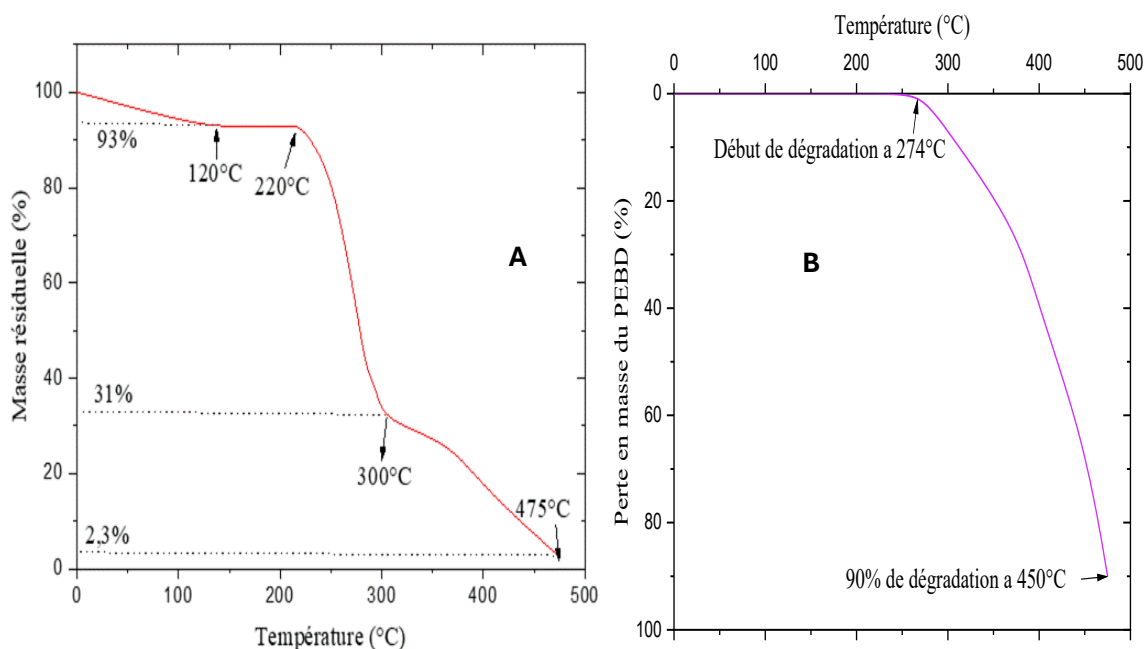 Masse résiduelle (%)
100
80
60
40
20
0
93%
120°C
220°C
A
31%
300°C
475°C
2,3%
0
100
200
300
400
500
Température (°C)
Température (°C)
0
100
200
300
400
500
Perte en masse du PEBD (%)
0
20
40
60
80
100
Début de dégradation a 274°C
B
90% de dégradation a 450°C